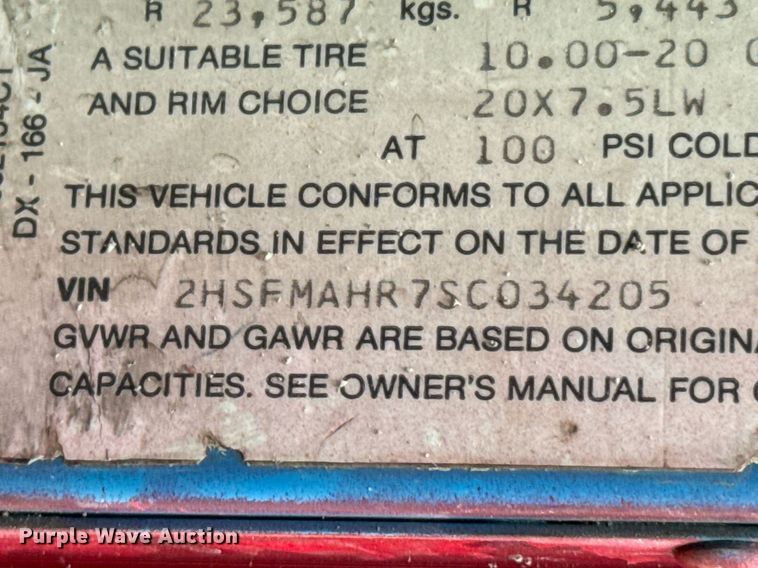 R 23,587 kgs. R 5,443
A SUITABLE TIRE 10.00-20
AND RIM CHOICE 20X7.5LW
AT 100 PSI COLD
THIS VEHICLE CONFORMS TO ALL APPLIC
STANDARDS IN EFFECT ON THE DATE OF
VIN 2HSFMAHR7SC034205
GVWR AND GAWR ARE BASED ON ORIGINA
CAPACITIES. SEE OWNER'S MANUAL FOR
DX - 166 - JA
Purple Wave Auction